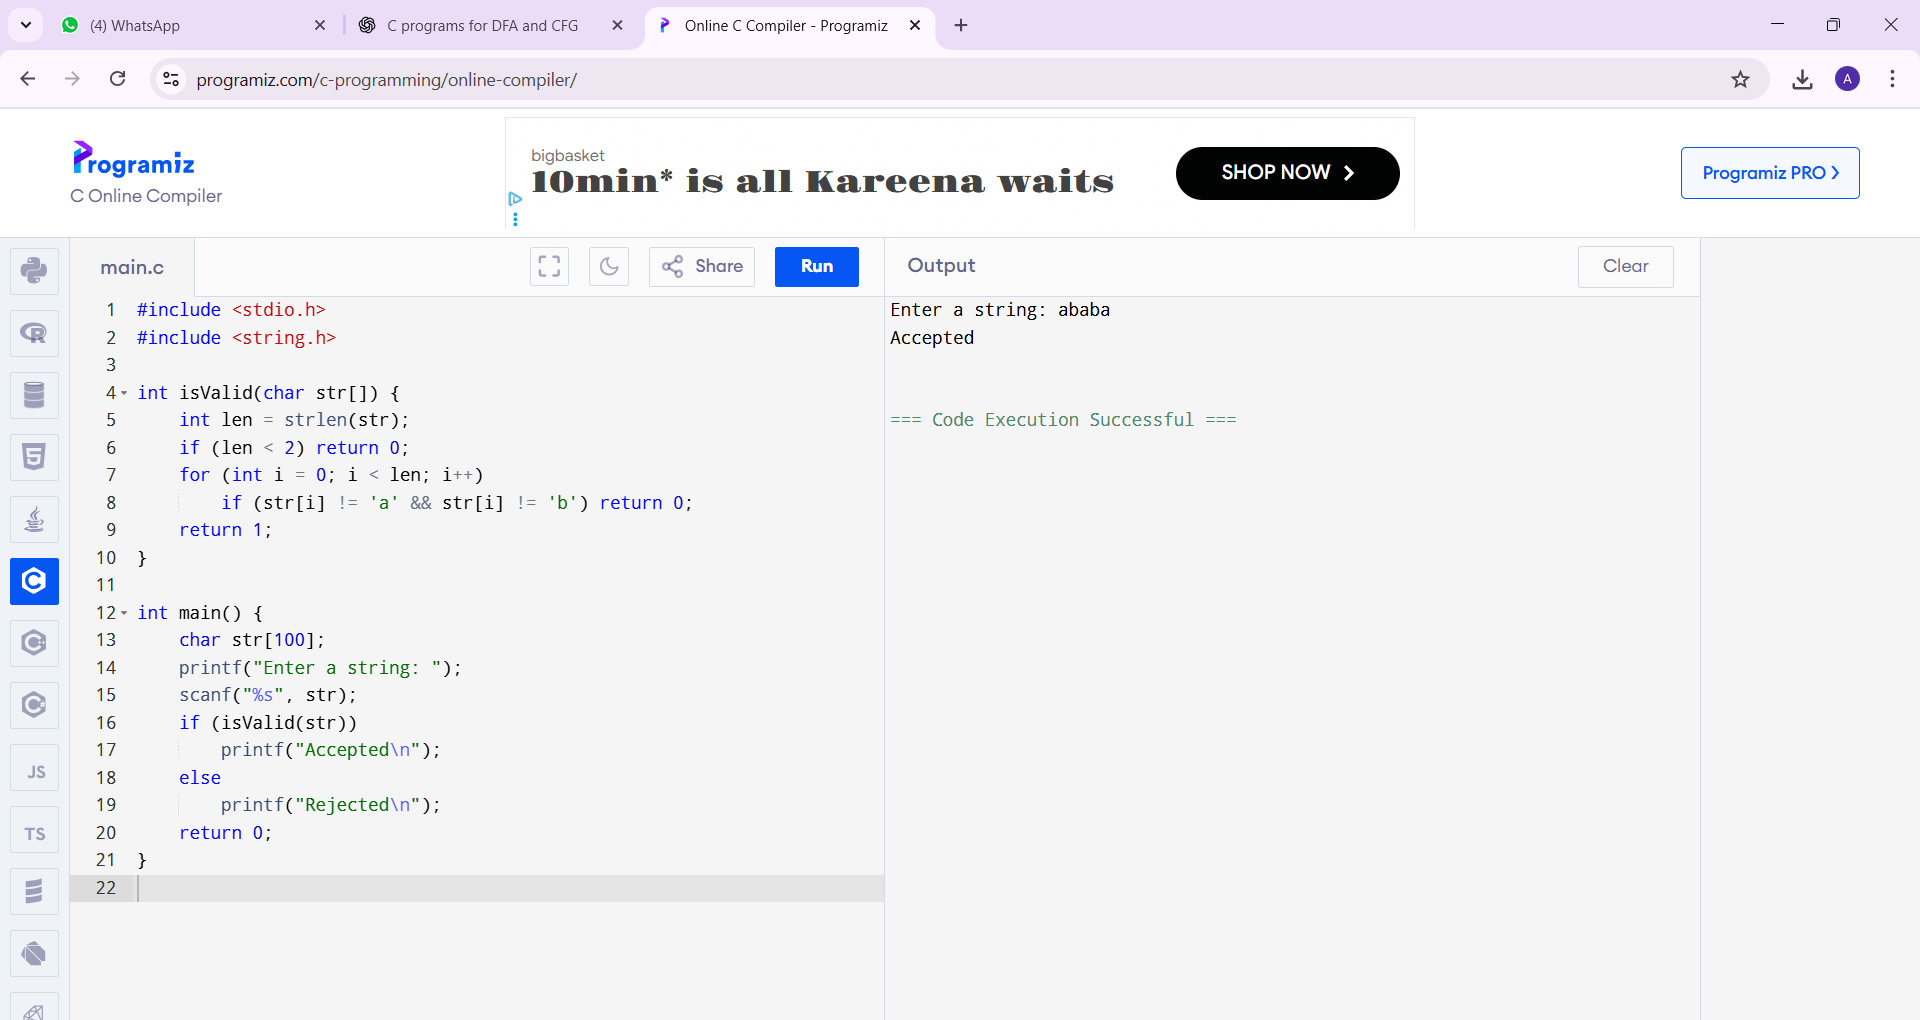 (4) WhatsApp
C programs for DFA and CFG
Online C Compiler - Programiz
programiz.com/c-programming/online-compiler/
A
Programiz
C Online Compiler
bigbasket
10min* is all Kareena waits
SHOP NOW
Programiz PRO
main.c
Share
Run
Output
Clear
1 #include <stdio.h>
2 #include <string.h>
3
4 int isValid(char str[]) {
5 int len = strlen(str);
6 if (len < 2) return 0;
7 for (int i = 0; i < len; i++)
8 if (str[i] != 'a' && str[i] != 'b') return 0;
9 return 1;
10 }
11
12 int main() {
13 char str[100];
14 printf("Enter a string: ");
15 scanf("%s", str);
16 if (isValid(str))
17 printf("Accepted\n");
18 else
19 printf("Rejected\n");
20 return 0;
21 }
22
Enter a string: ababa
Accepted
=== Code Execution Successful ===
R
5
C
C
C
JS
TS